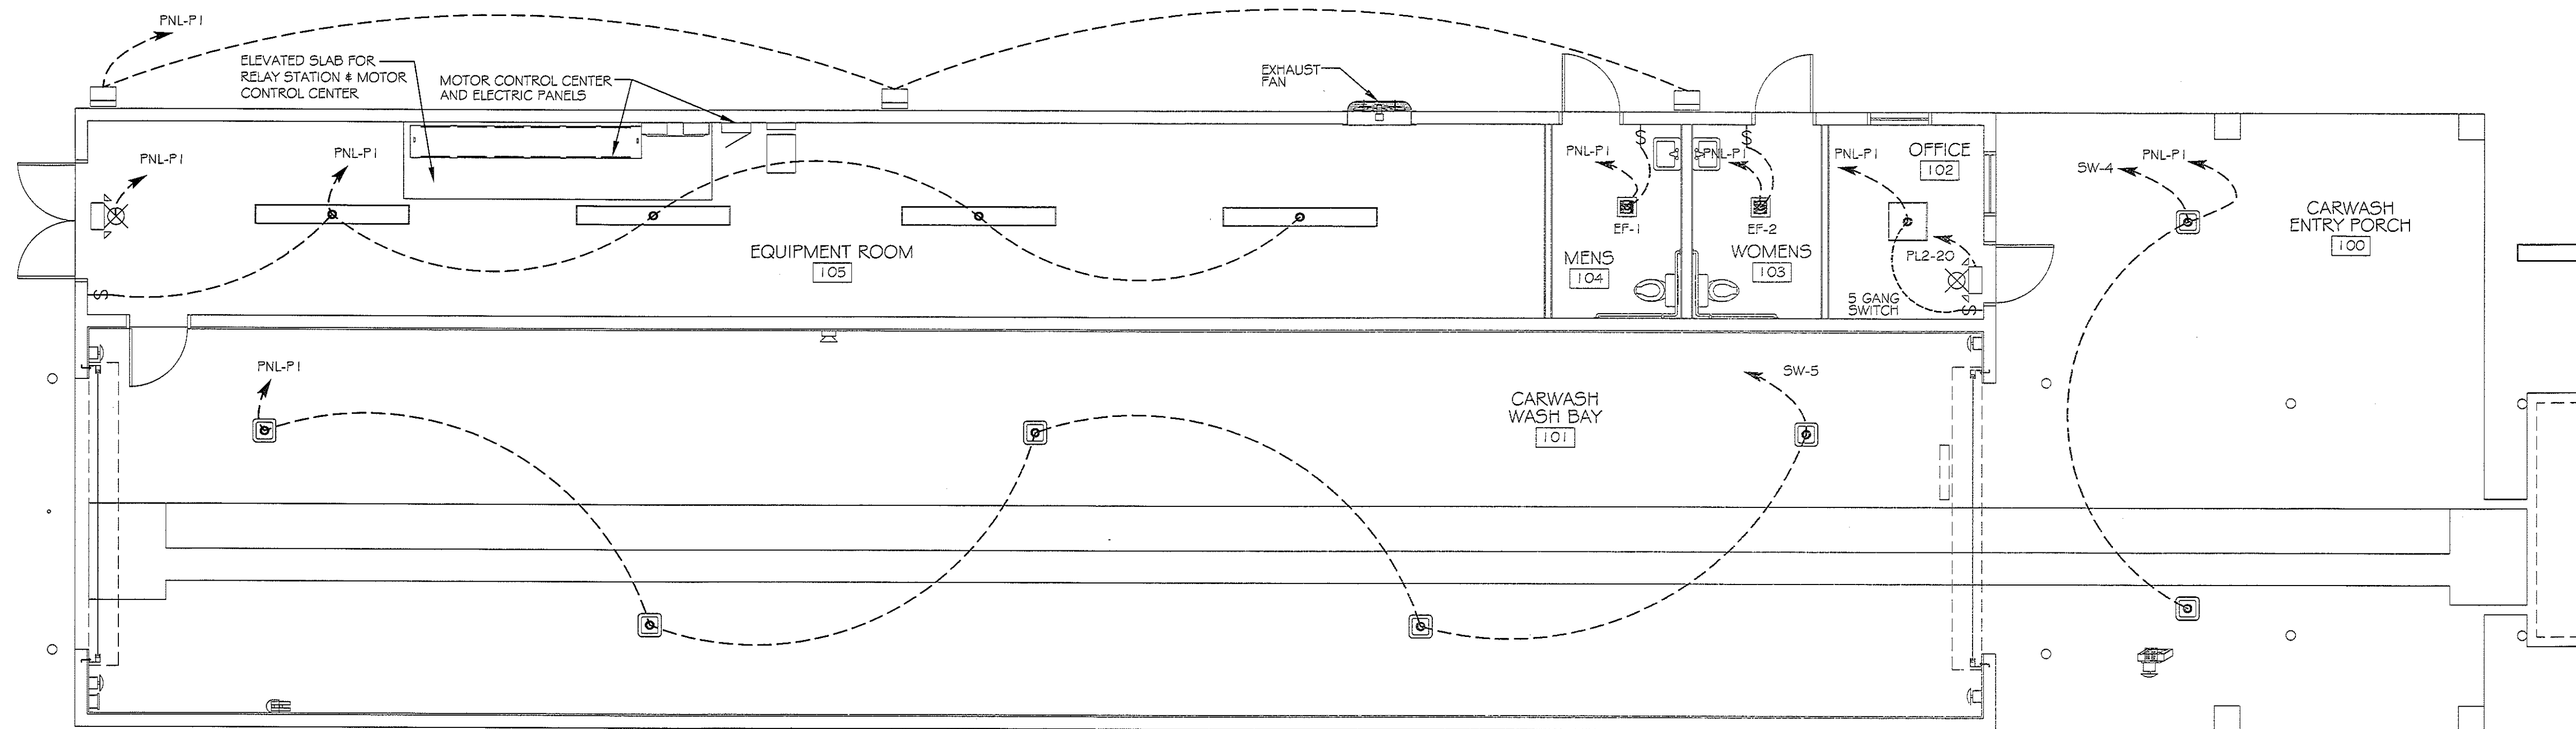 PNL-P1
ELEVATED SLAB FOR
RELAY STATION & MOTOR
CONTROL CENTER
MOTOR CONTROL CENTER
AND ELECTRIC PANELS
EXHAUST
FAN
PNL-P1
PNL-P1
PNL-P1
PNL-P1
PNL-P1
OFFICE
102
SW-4
PNL-P1
S
S
CARWASH
ENTRY PORCH
100
EF-1
EF-2
EQUIPMENT ROOM
105
MENS
104
WOMENS
103
PL2-20
5 GANG
SWITCH
S
S
PNL-P1
SW-5
CARWASH
WASH BAY
101